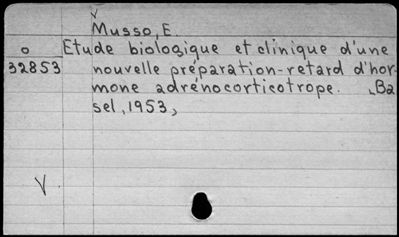 Musso, E.
o Etude biologique et clinique d'une
32853 nouvelle préparation-retard d'hor-
mone adrénocorticotrope. Ba
sel, 1953,
V